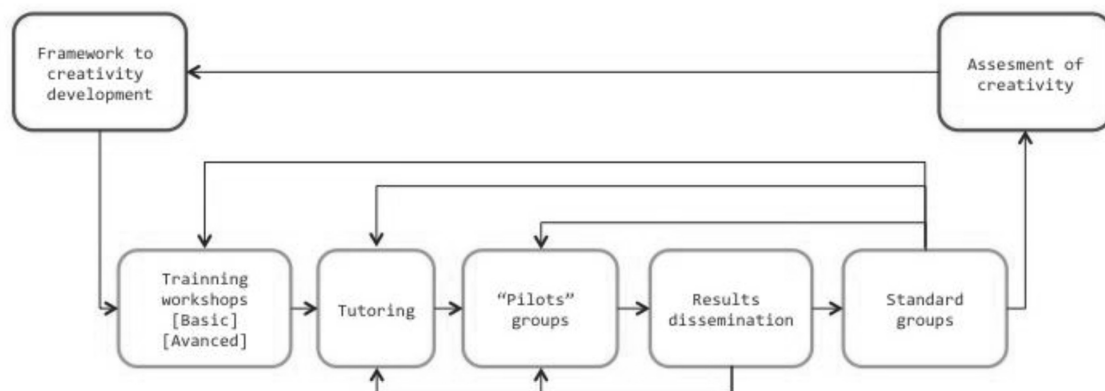 Framework to
creativity
development
Assesment of
creativity
Trainning
workshops
[Basic]
[Avanced]
Tutoring
“Pilots”
groups
Results
dissemination
Standard
groups